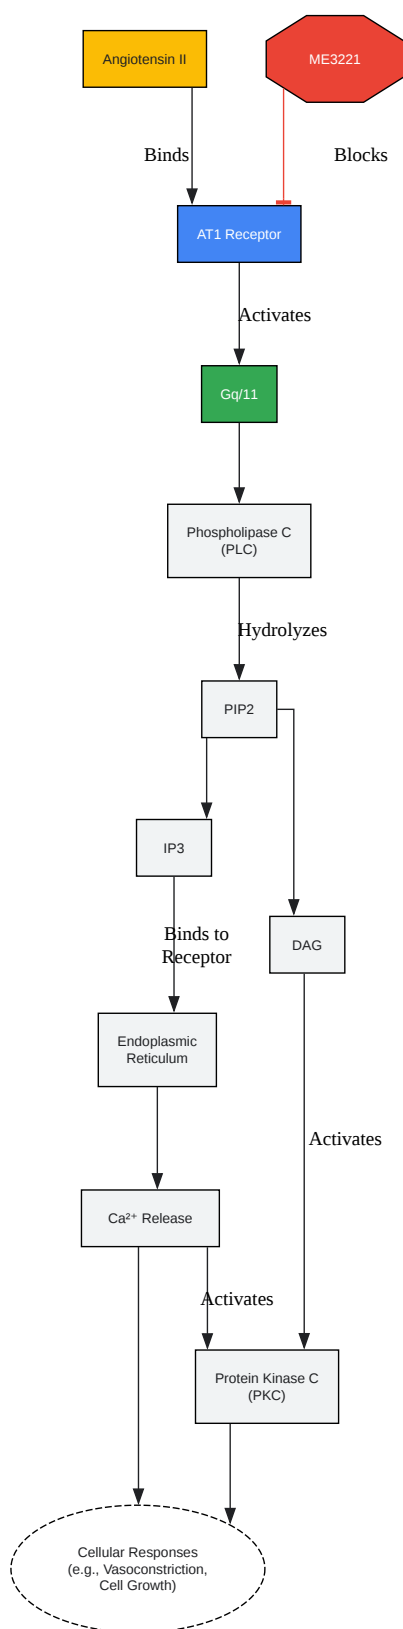 Angiotensin II
ME3221
Binds
Blocks
AT1 Receptor
Activates
Gq/11
Phospholipase C
(PLC)
Hydrolyzes
PIP2
IP3
Binds to
Receptor
DAG
Endoplasmic
Reticulum
Activates
Ca²⁺ Release
Activates
Protein Kinase C
(PKC)
Cellular Responses
(e.g., Vasoconstriction,
Cell Growth)